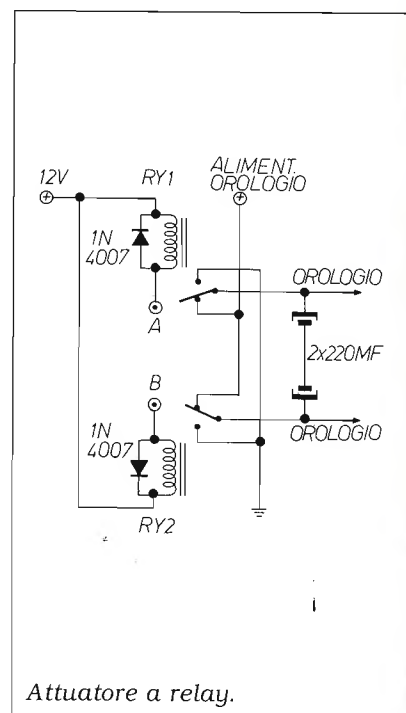 12V
RY1
ALIMENT.
OROLOGIO
1N
4007
A
OROLOGIO
2x220MF
B
OROLOGIO
1N
4007
RY2
Attuatore a relay.